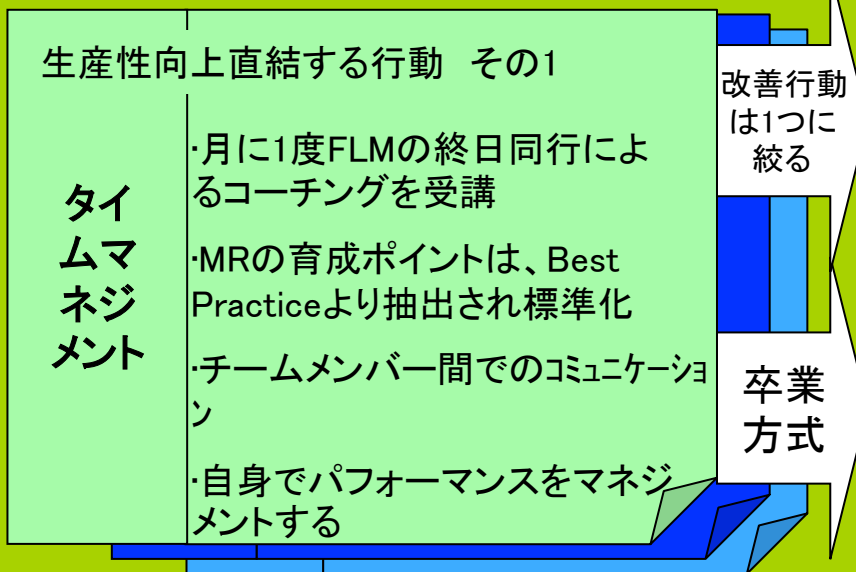 生産性向上直結する行動　その1
タイ
ムマ
ネジ
メント
･月に1度FLMの終日同行によ
るコーチングを受講
･MRの育成ポイントは、Best
Practiceより抽出され標準化
･チームメンバー間でのｺﾐｭﾆｹｰｼｮ
ン
･自身でパフォーマンスをマネジ
メントする
改善行動
は1つに
絞る
卒業
方式